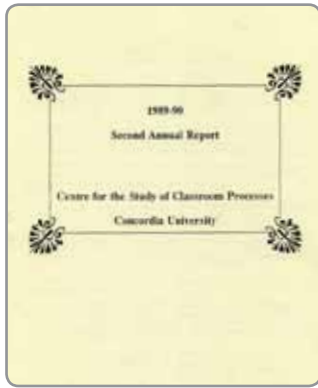 1989-90
Second Annual Report
Centre for the Study of Classroom Processes
Concordia University